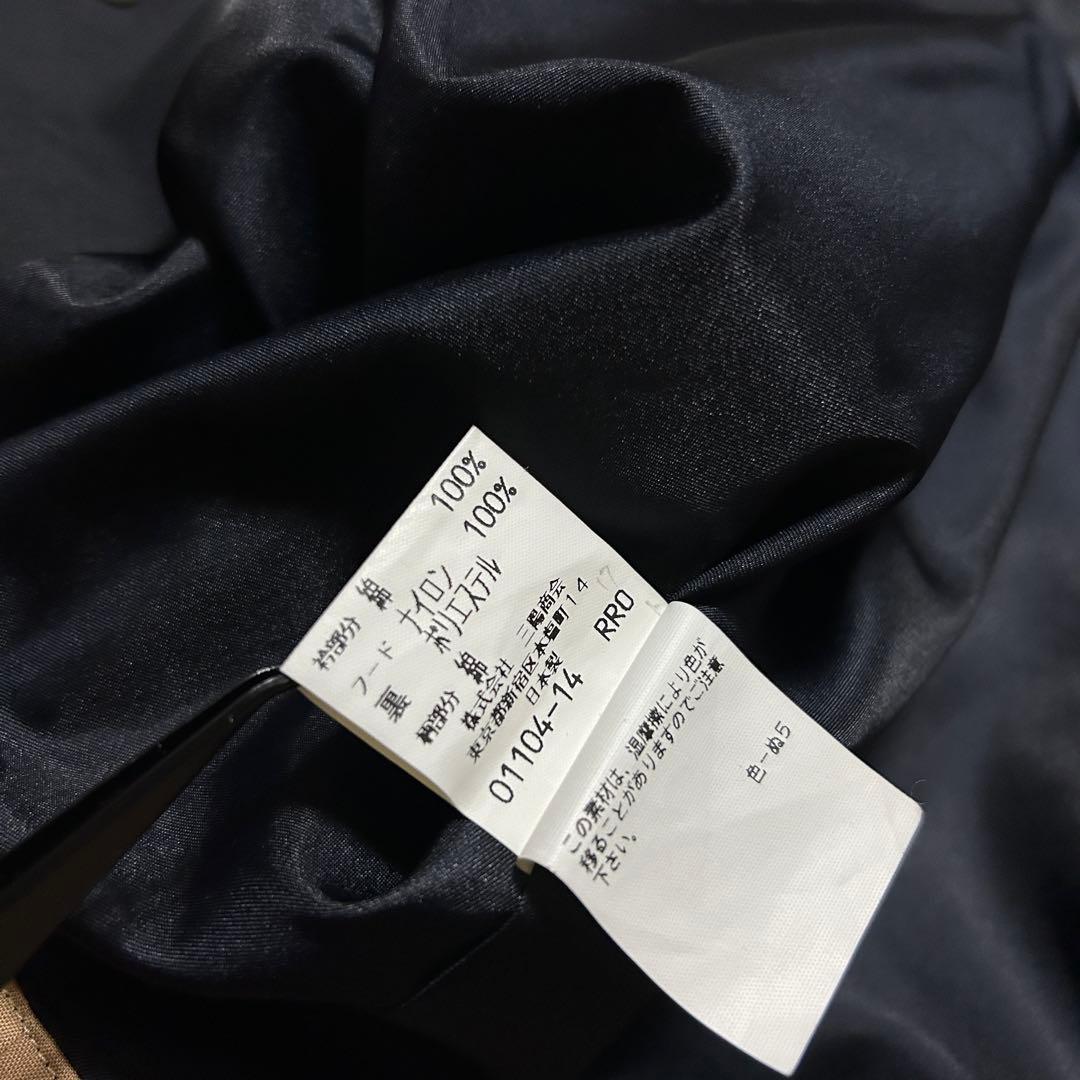 衿部分 綿 100%
フード ナイロン 100%
裏 ポリエステル
袖部分 綿
株式会社 三陽商会
東京都新宿区本塩町14
日本製
01104-14 RRO
この素材は、湿摩擦により色が
移ることがありますのでご注意
下さい。
色-ぬ5